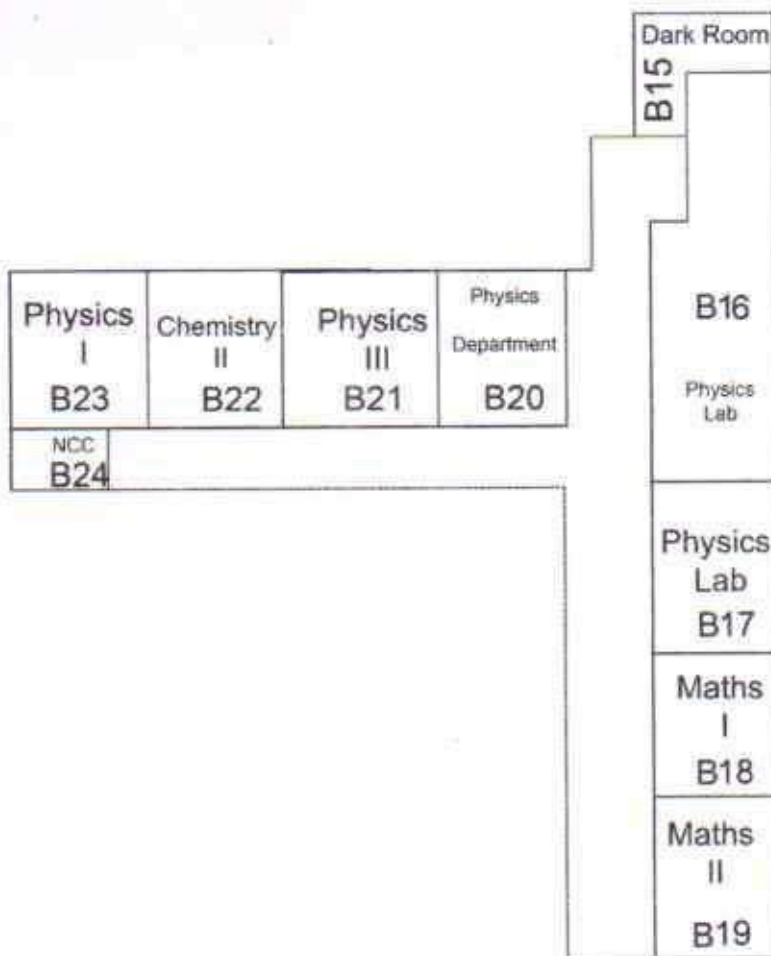 Dark Room
B15
B16
Physics
Lab
Physics
I
B23
Chemistry
II
B22
Physics
III
B21
Physics
Department
B20
NCC
B24
Physics
Lab
B17
Maths
I
B18
Maths
II
B19